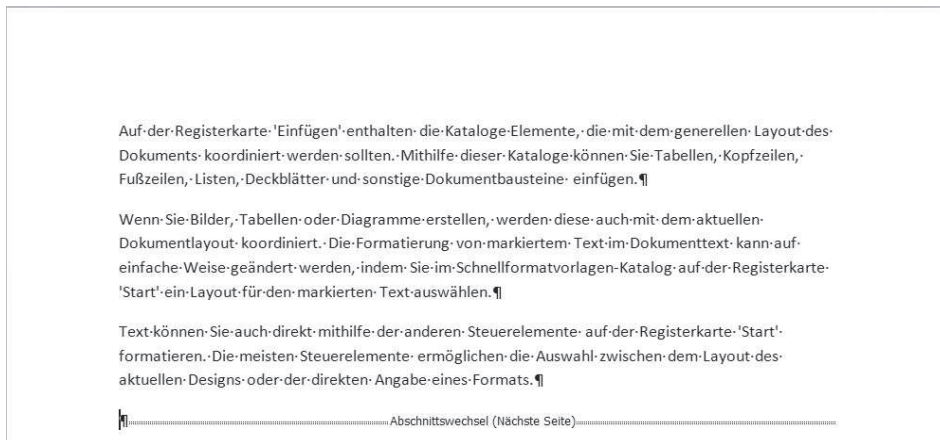 Auf der Registerkarte 'Einfügen' enthalten die Kataloge Elemente, die mit dem generellen Layout des
Dokuments koordiniert werden sollten. Mithilfe dieser Kataloge können Sie Tabellen, Kopfzeilen,
Fußzeilen, Listen, Deckblätter und sonstige Dokumentbausteine einfügen.¶
Wenn Sie Bilder, Tabellen oder Diagramme erstellen, werden diese auch mit dem aktuellen
Dokumentlayout koordiniert. Die Formatierung von markiertem Text im Dokumenttext kann auf
einfache Weise geändert werden, indem Sie im Schnellformatvorlagen-Katalog auf der Registerkarte
'Start' ein Layout für den markierten Text auswählen.¶
Text können Sie auch direkt mithilfe der anderen Steuerelemente auf der Registerkarte 'Start'
formatieren. Die meisten Steuerelemente ermöglichen die Auswahl zwischen dem Layout des
aktuellen Designs oder der direkten Angabe eines Formats.¶
¶ Abschnittswechsel (Nächste Seite)